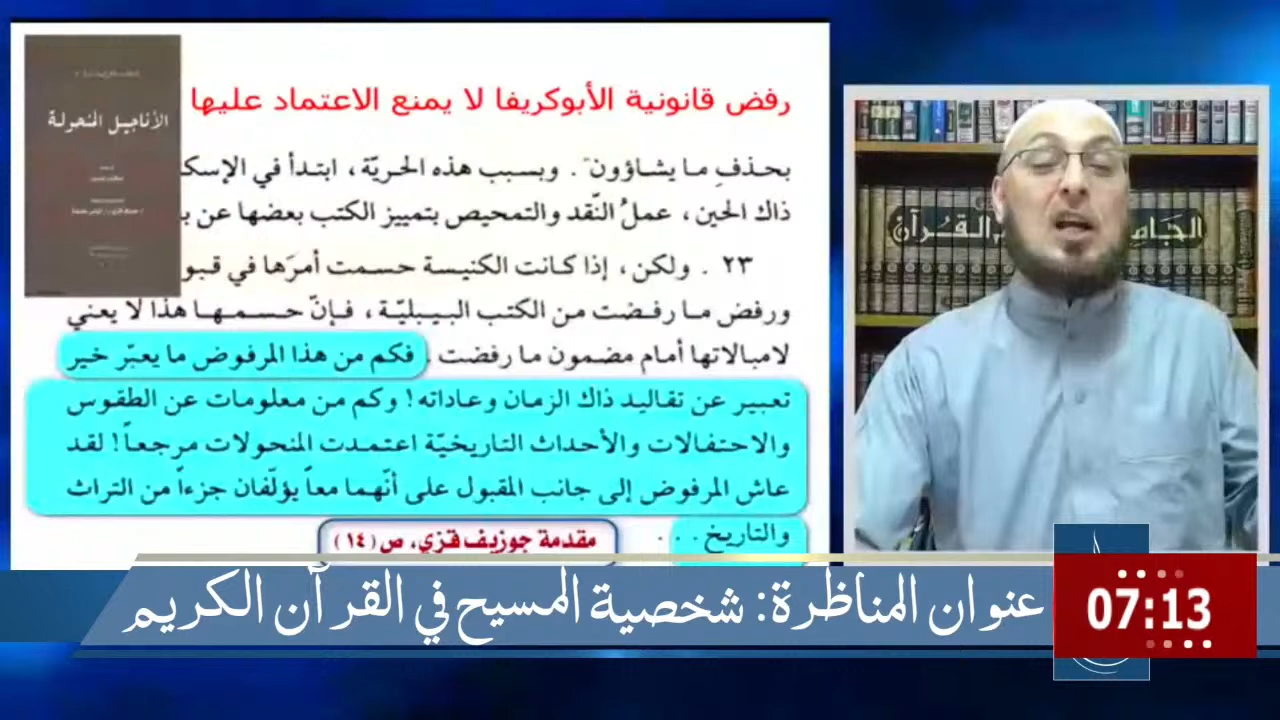 رفض قانونية الأبوكريفا لا يمنع الاعتماد عليها
الأناجيل المنحولة
بحذفِ ما يشاؤون". وبسبب هذه الحريّة، ابتدأ في الإسكـ
ذاك الحين، عملُ النّقد والتمحيص بتمييز الكتب بعضها عن بـ
٢٣ . ولكن، إذا كانت الكنيسة حسمت أمرَها في قبو
ورفض ما رفضت من الكتب البيبليّة، فإنّ حسمها هذا لا يعني
لامبالاتها أمام مضمون ما رفضت . فكم من هذا المرفوض ما يعبّر خير
تعبير عن تقاليد ذاك الزمان وعاداته! وكم من معلومات عن الطقوس
والاحتفالات والأحداث التاريخيّة اعتمدت المنحولات مرجعاً! لقد
عاش المرفوض إلى جانب المقبول على أنّهما معاً يؤلّفان جزءاً من التراث
والتاريخ . . .
مقدمة جوزيف قزي، ص (١٤)
عنوان المناظرة: شخصية المسيح في القرآن الكريم
07:13